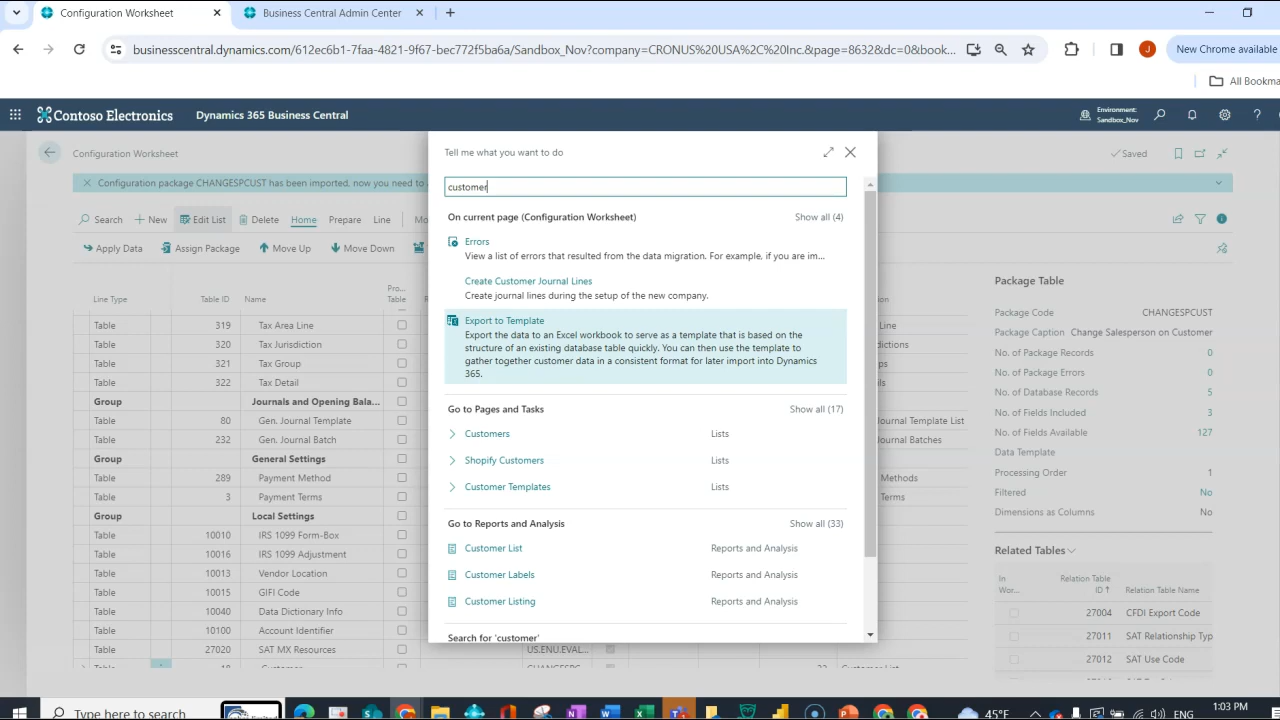 Configuration Worksheet
Business Central Admin Center
businesscentral.dynamics.com/612ec6b1-7faa-4821-9f67-bec772f5ba6a/Sandbox_Nov?company=CRONUS%20USA%2C%20Inc.&page=8632&dc=0&book...
J
New Chrome available
All Bookma
Contoso Electronics
Dynamics 365 Business Central
Environment:
Sandbox_Nov
?
Configuration Worksheet
Saved
Configuration package CHANGESPCUST has been imported, now you need to
Search
New
Edit List
Delete
Home
Prepare
Line
Mo
Apply Data
Assign Package
Move Up
Move Down
Line Type
Table ID
Name
Pro...
Table
Table 319 Tax Area Line
Table 320 Tax Jurisdiction
Table 321 Tax Group
Table 322 Tax Detail
Group Journals and Opening Bala...
Table 80 Gen. Journal Template
Table 232 Gen. Journal Batch
Group General Settings
Table 289 Payment Method
Table 3 Payment Terms
Group Local Settings
Table 10010 IRS 1099 Form-Box
Table 10016 IRS 1099 Adjustment
Table 10013 Vendor Location
Table 10015 GIFI Code
Table 10040 Data Dictionary Info
Table 10100 Account Identifier
Table 27020 SAT MX Resources
US.ENU.EVAL...
Tell me what you want to do
customer
On current page (Configuration Worksheet)
Show all (4)
Errors
View a list of errors that resulted from the data migration. For example, if you are im...
Create Customer Journal Lines
Create journal lines during the setup of the new company.
Export to Template
Export the data to an Excel workbook to serve as a template that is based on the
structure of an existing database table quickly. You can then use the template to
gather together customer data in a consistent format for later import into Dynamics
365.
Go to Pages and Tasks
Show all (17)
Customers
Lists
Shopify Customers
Lists
Customer Templates
Lists
Go to Reports and Analysis
Show all (33)
Customer List
Reports and Analysis
Customer Labels
Reports and Analysis
Customer Listing
Reports and Analysis
Search for 'customer'
Journal Template List
Journal Batches
Methods
Terms
Package Table
Package Code
CHANGESPCUST
Package Caption
Change Salesperson on Customer
No. of Package Records
0
No. of Package Errors
0
No. of Database Records
5
No. of Fields Included
3
No. of Fields Available
127
Data Template
Processing Order
1
Filtered
No
Dimensions as Columns
No
Related Tables
In
Wor...
Relation Table
ID ↑
Relation Table Name
27004 CFDI Export Code
27011 SAT Relationship Typ
27012 SAT Use Code
Type here to search
45°F
ENG
1:03 PM